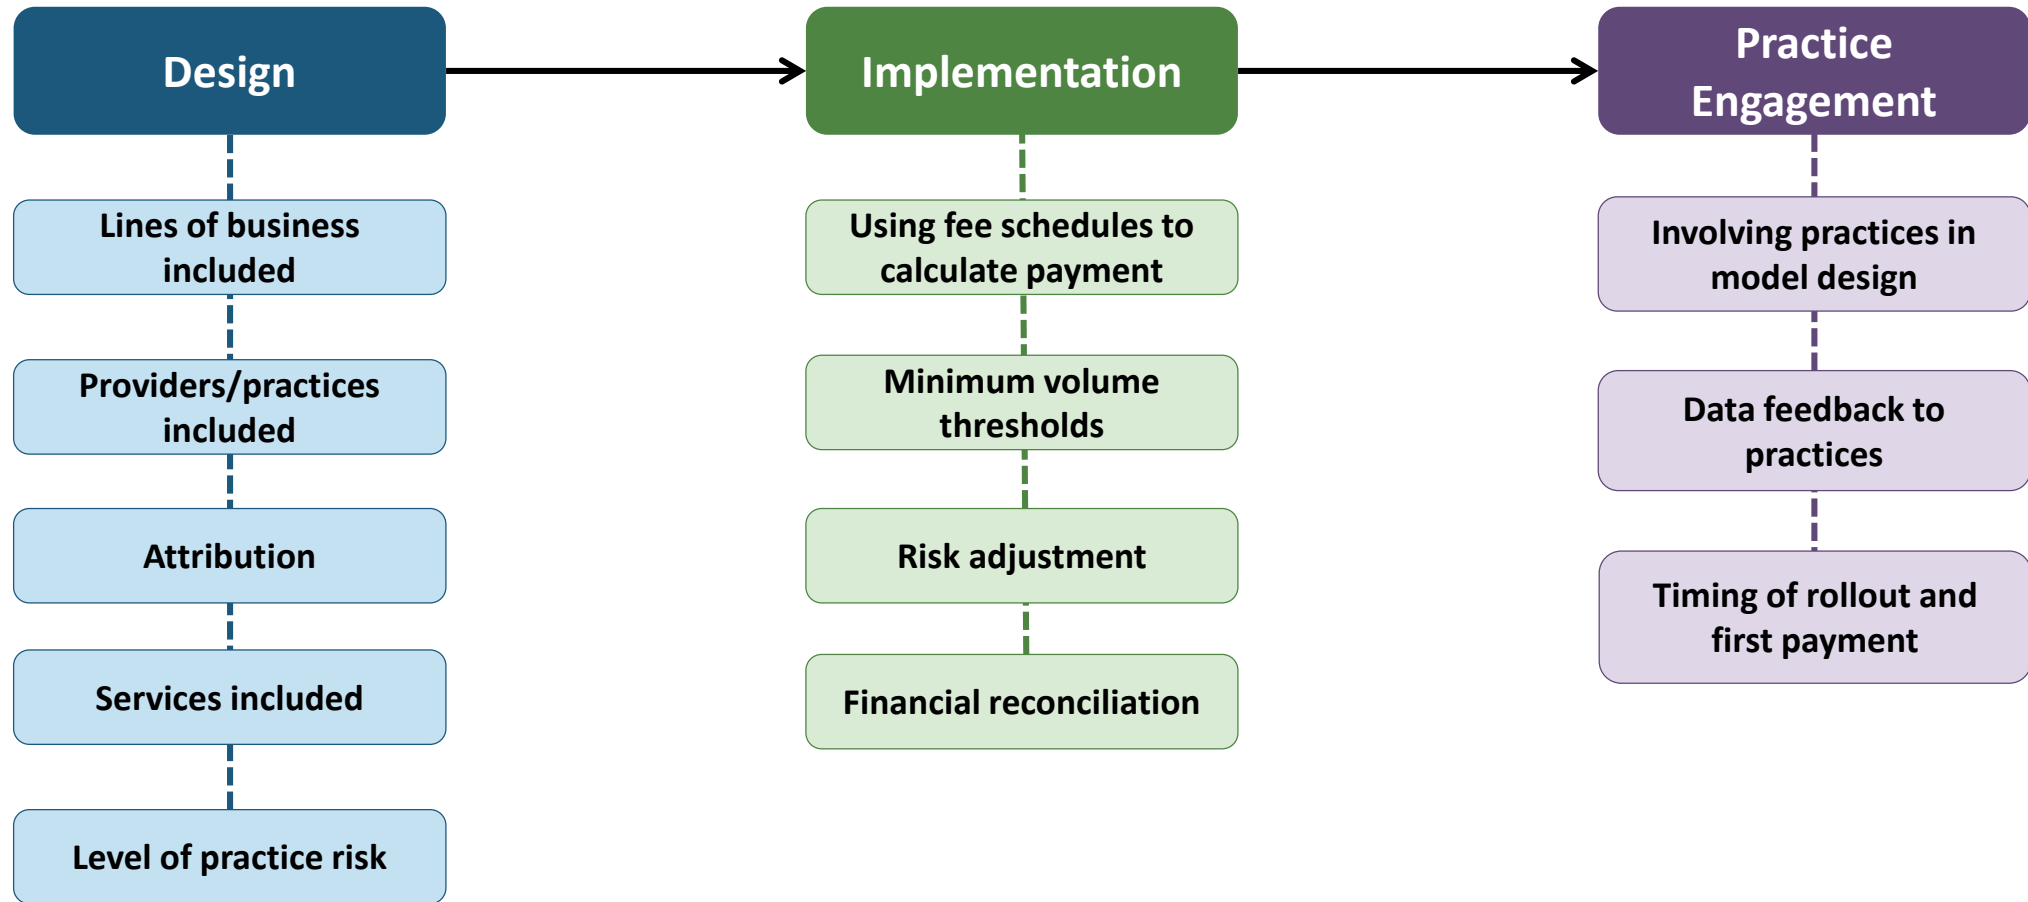 Design
Lines of business
included
Providers/practices
included
Attribution
Services included
Level of practice risk
Implementation
Using fee schedules to
calculate payment
Minimum volume
thresholds
Risk adjustment
Financial reconciliation
Practice
Engagement
Involving practices in
model design
Data feedback to
practices
Timing of rollout and
first payment